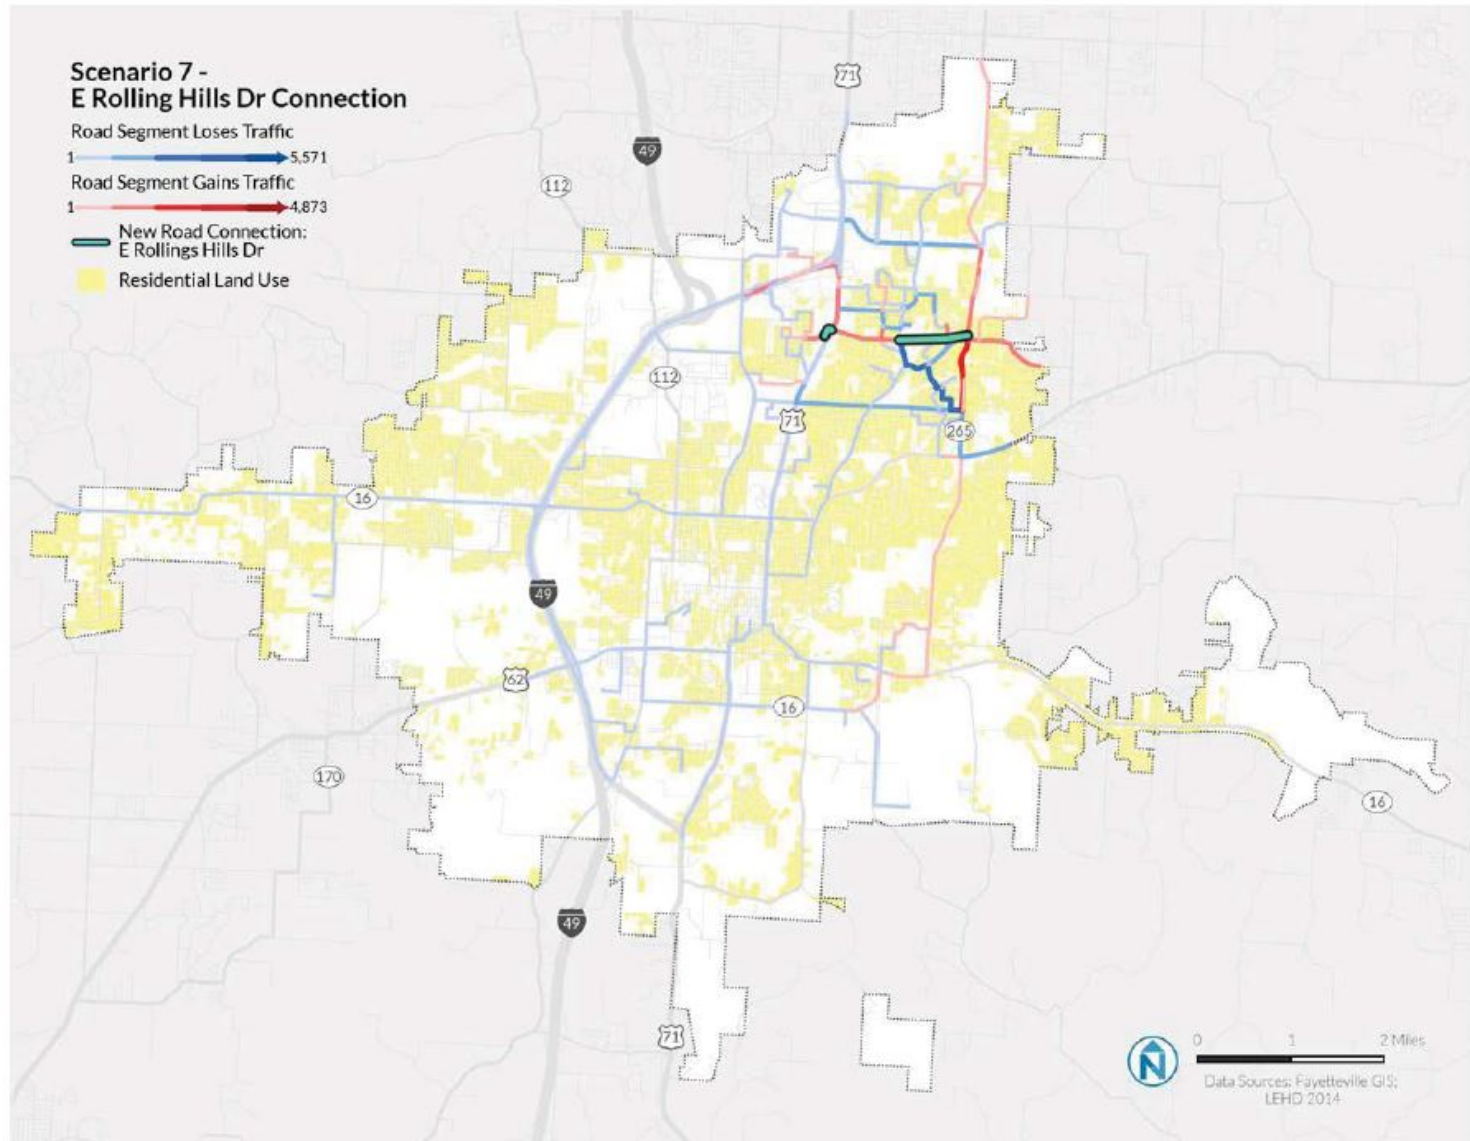 Scenario 7 -
E Rolling Hills Dr Connection
Road Segment Loses Traffic
1 5,571
Road Segment Gains Traffic
1 4,873
New Road Connection:
E Rollings Hills Dr
Residential Land Use
71
49
112
112
71
265
16
49
62
16
170
16
49
71
N
0 1 2 Miles
Data Sources: Fayetteville GIS;
LEHD 2014